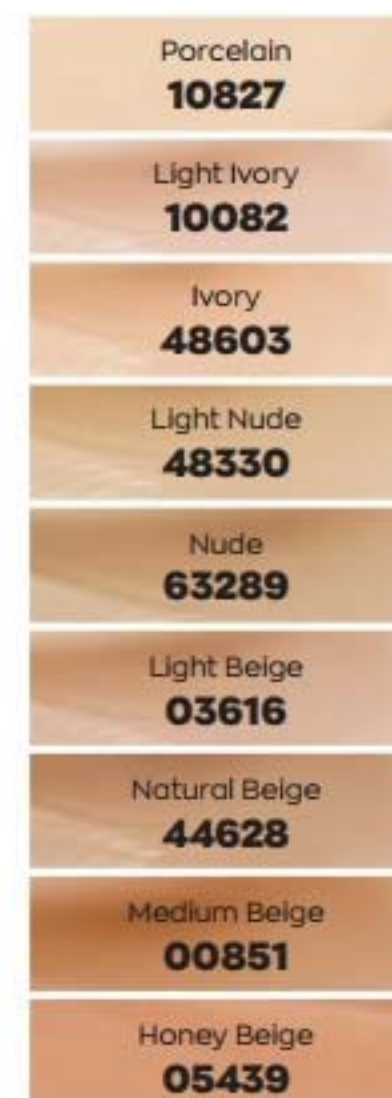 Porcelain
10827
Light Ivory
10082
Ivory
48603
Light Nude
48330
Nude
63289
Light Beige
03616
Natural Beige
44628
Medium Beige
00851
Honey Beige
05439